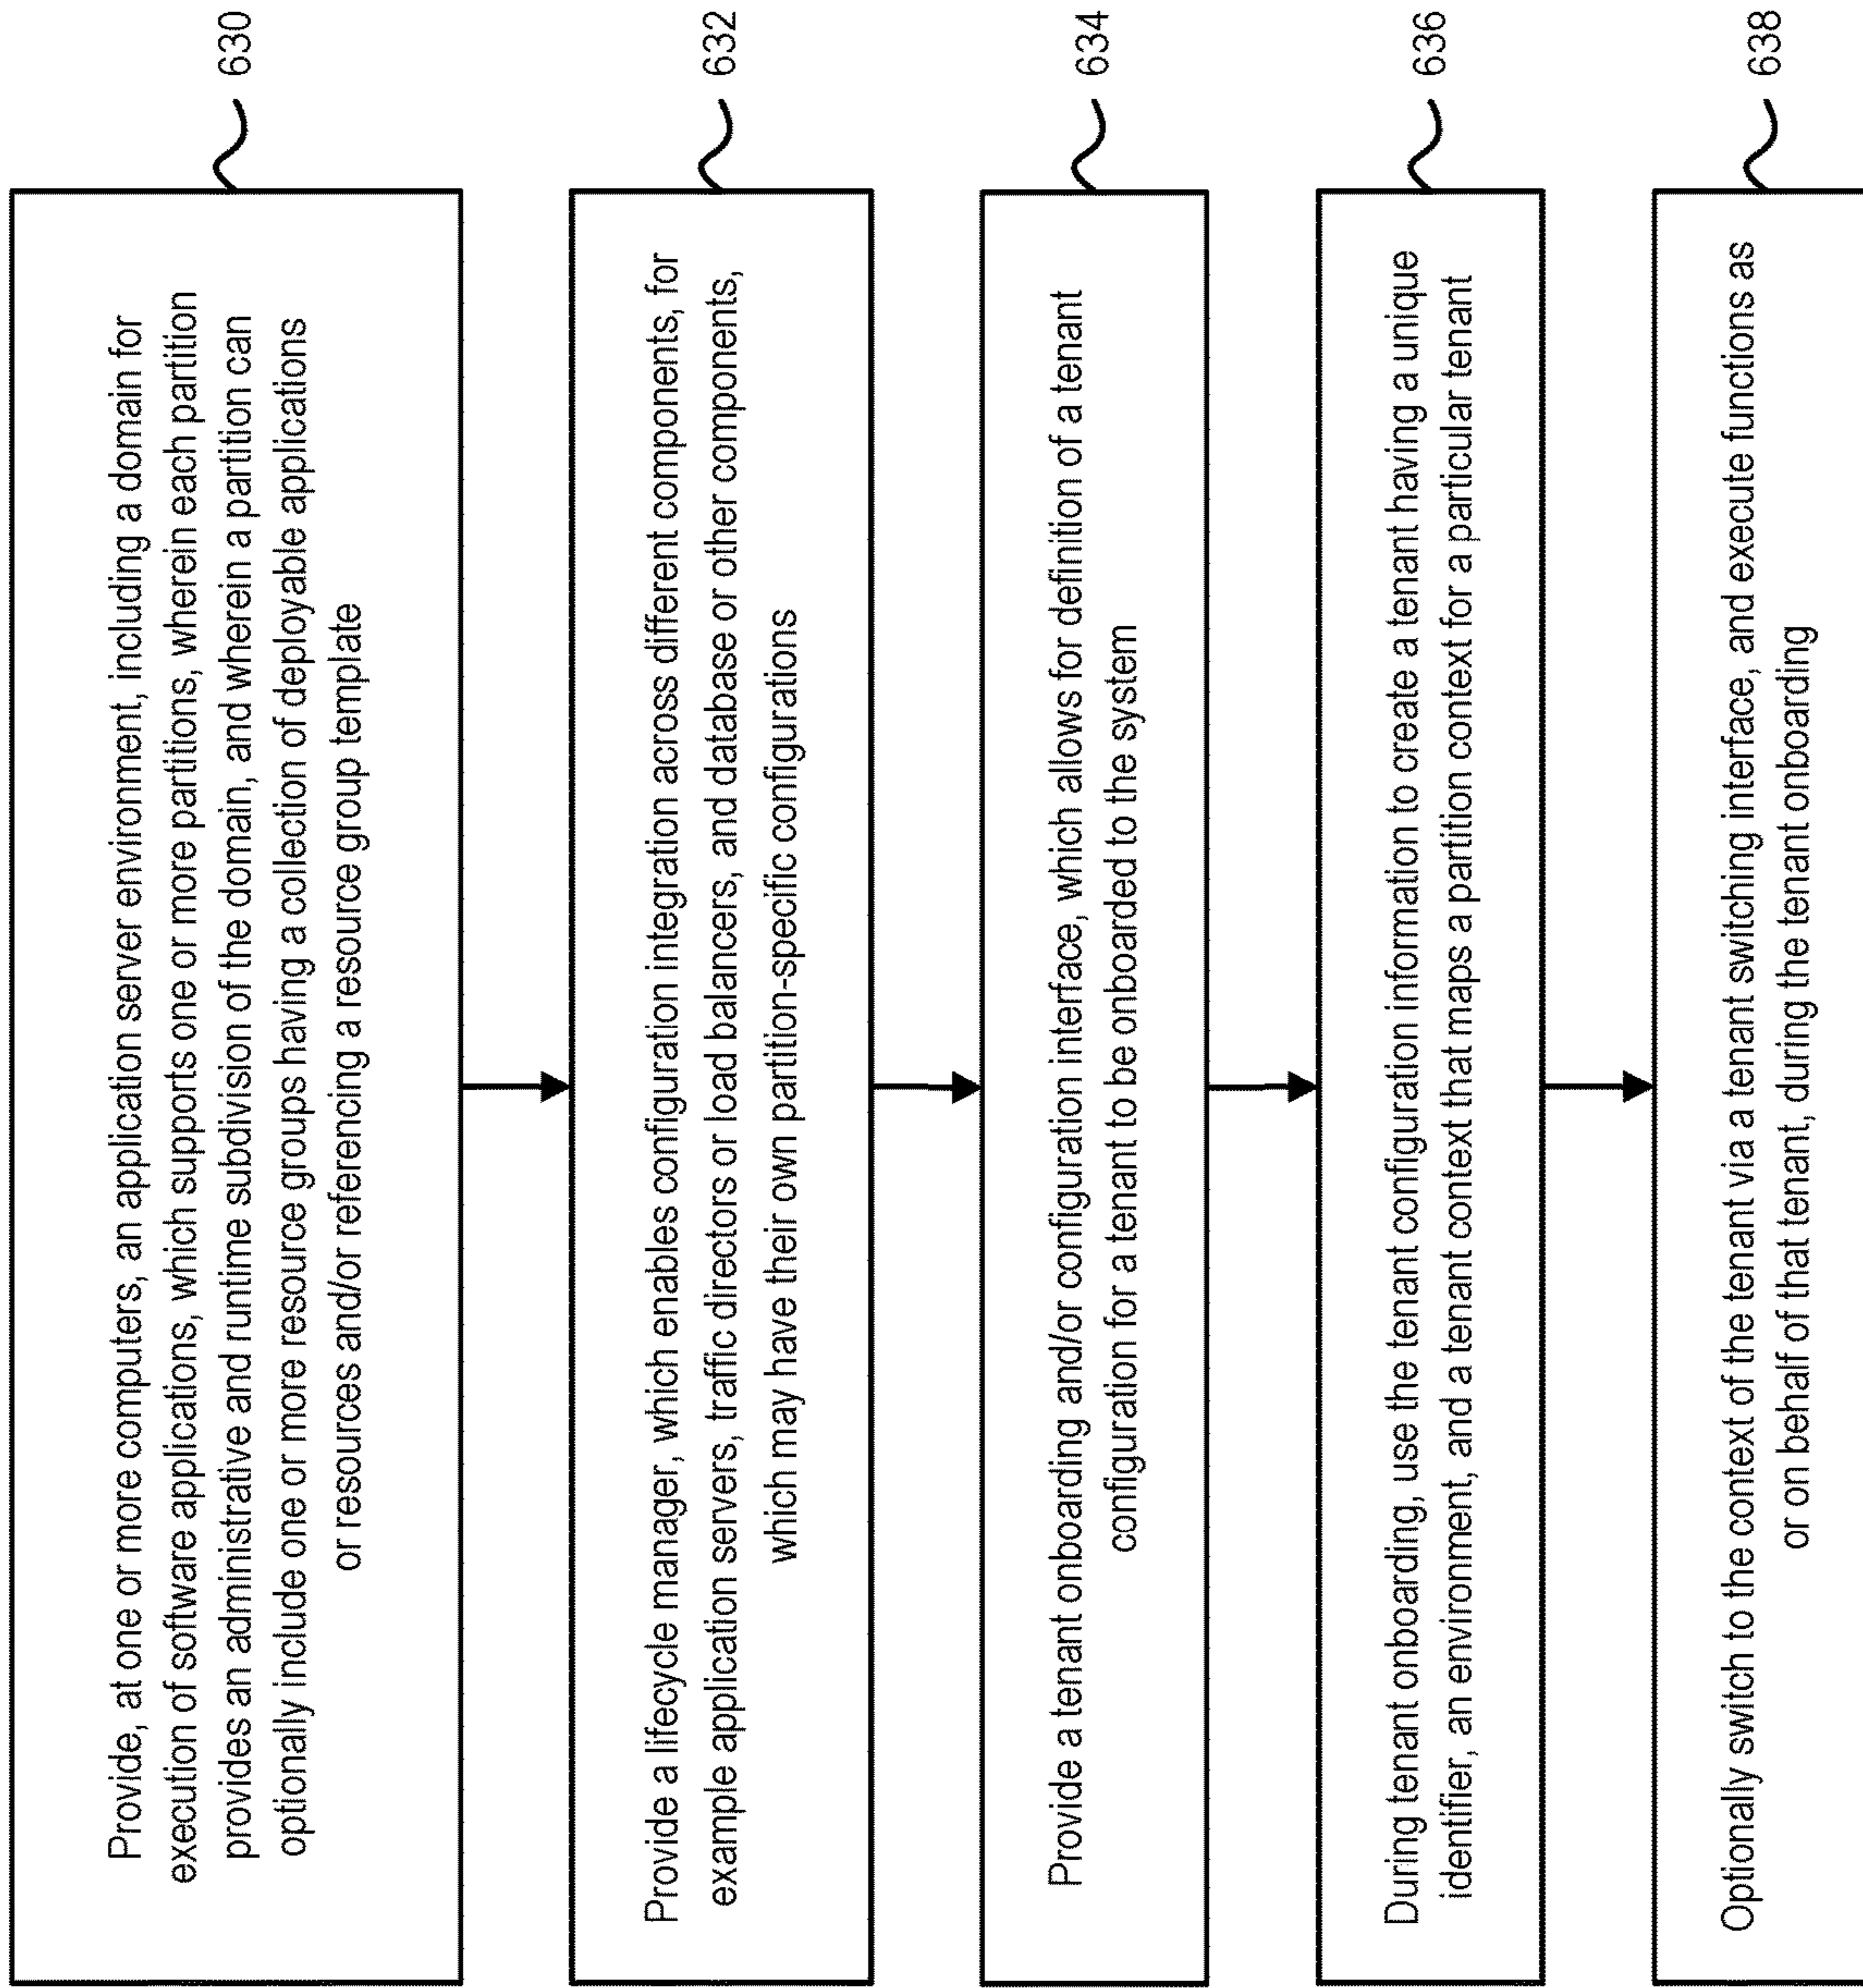 Provide, at one or more computers, an application server environment, including a domain for
execution of software applications, which supports one or more partitions, wherein each partition
provides an administrative and runtime subdivision of the domain, and wherein a partition can
optionally include one or more resource groups having a collection of deployable applications
or resources and/or referencing a resource group template
630
Provide a lifecycle manager, which enables configuration integration across different components, for
example application servers, traffic directors or load balancers, and database or other components,
which may have their own partition-specific configurations
632
Provide a tenant onboarding and/or configuration interface, which allows for definition of a tenant
configuration for a tenant to be onboarded to the system
634
During tenant onboarding, use the tenant configuration information to create a tenant having a unique
identifier, an environment, and a tenant context that maps a partition context for a particular tenant
636
Optionally switch to the context of the tenant via a tenant switching interface, and execute functions as
or on behalf of that tenant, during the tenant onboarding
638